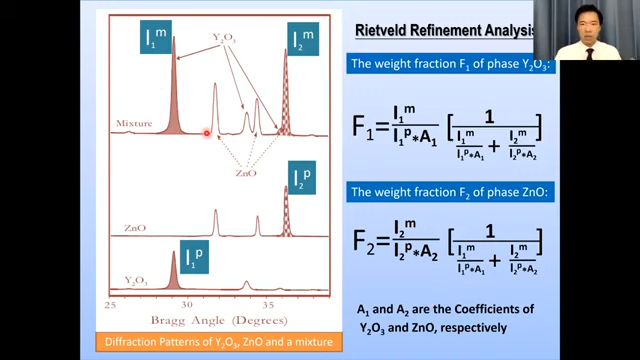 Rietveld Refinement Analysis
I₁ᵐ
Y₂O₃
I₂ᵐ
Mixture
ZnO
I₂ᵖ
ZnO
I₁ᵖ
Y₂O₃
25 30 35
Bragg Angle (Degrees)
Diffraction Patterns of Y₂O₃, ZnO and a mixture
The weight fraction F₁ of phase Y₂O₃:
F₁ = I₁ᵐ / I₁ᵖ*A₁ [ 1 / ( I₁ᵐ / I₁ᵖ*A₁ + I₂ᵐ / I₂ᵖ*A₂ ) ]
The weight fraction F₂ of phase ZnO:
F₂ = I₂ᵐ / I₂ᵖ*A₂ [ 1 / ( I₁ᵐ / I₁ᵖ*A₁ + I₂ᵐ / I₂ᵖ*A₂ ) ]
A₁ and A₂ are the Coefficients of
Y₂O₃ and ZnO, respectively